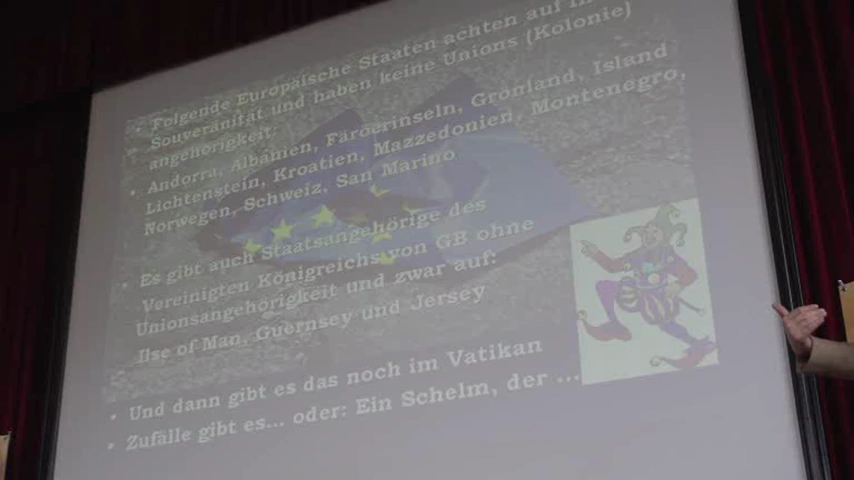 • Folgende Europäische Staaten achten auf
Souveränität und haben keine Unions (Kolonie)
angehörigkeit:
• Andorra, Albanien, Färöerinseln, Grönland, Island
Lichtenstein, Kroatien, Mazzedonien, Montenegro,
Norwegen, Schweiz, San Marino
• Es gibt auch Staatsangehörige des
Vereinigten Königreichs von GB ohne
Unionsangehörigkeit und zwar auf:
Ilse of Man, Guernsey und Jersey
• Und dann gibt es das noch im Vatikan
• Zufälle gibt es... oder: Ein Schelm, der ...